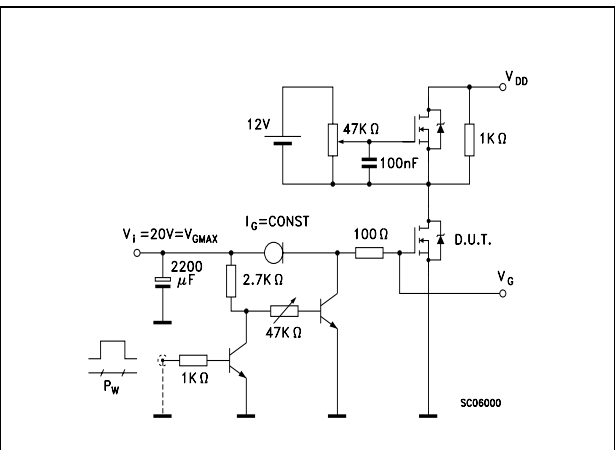 V_DD
12V
47K Ω
1K Ω
100nF
I_G=CONST
V_i =20V=V_GMAX
100 Ω
D.U.T.
2200
μF
2.7K Ω
V_G
47K Ω
1K Ω
P_W
SC06000